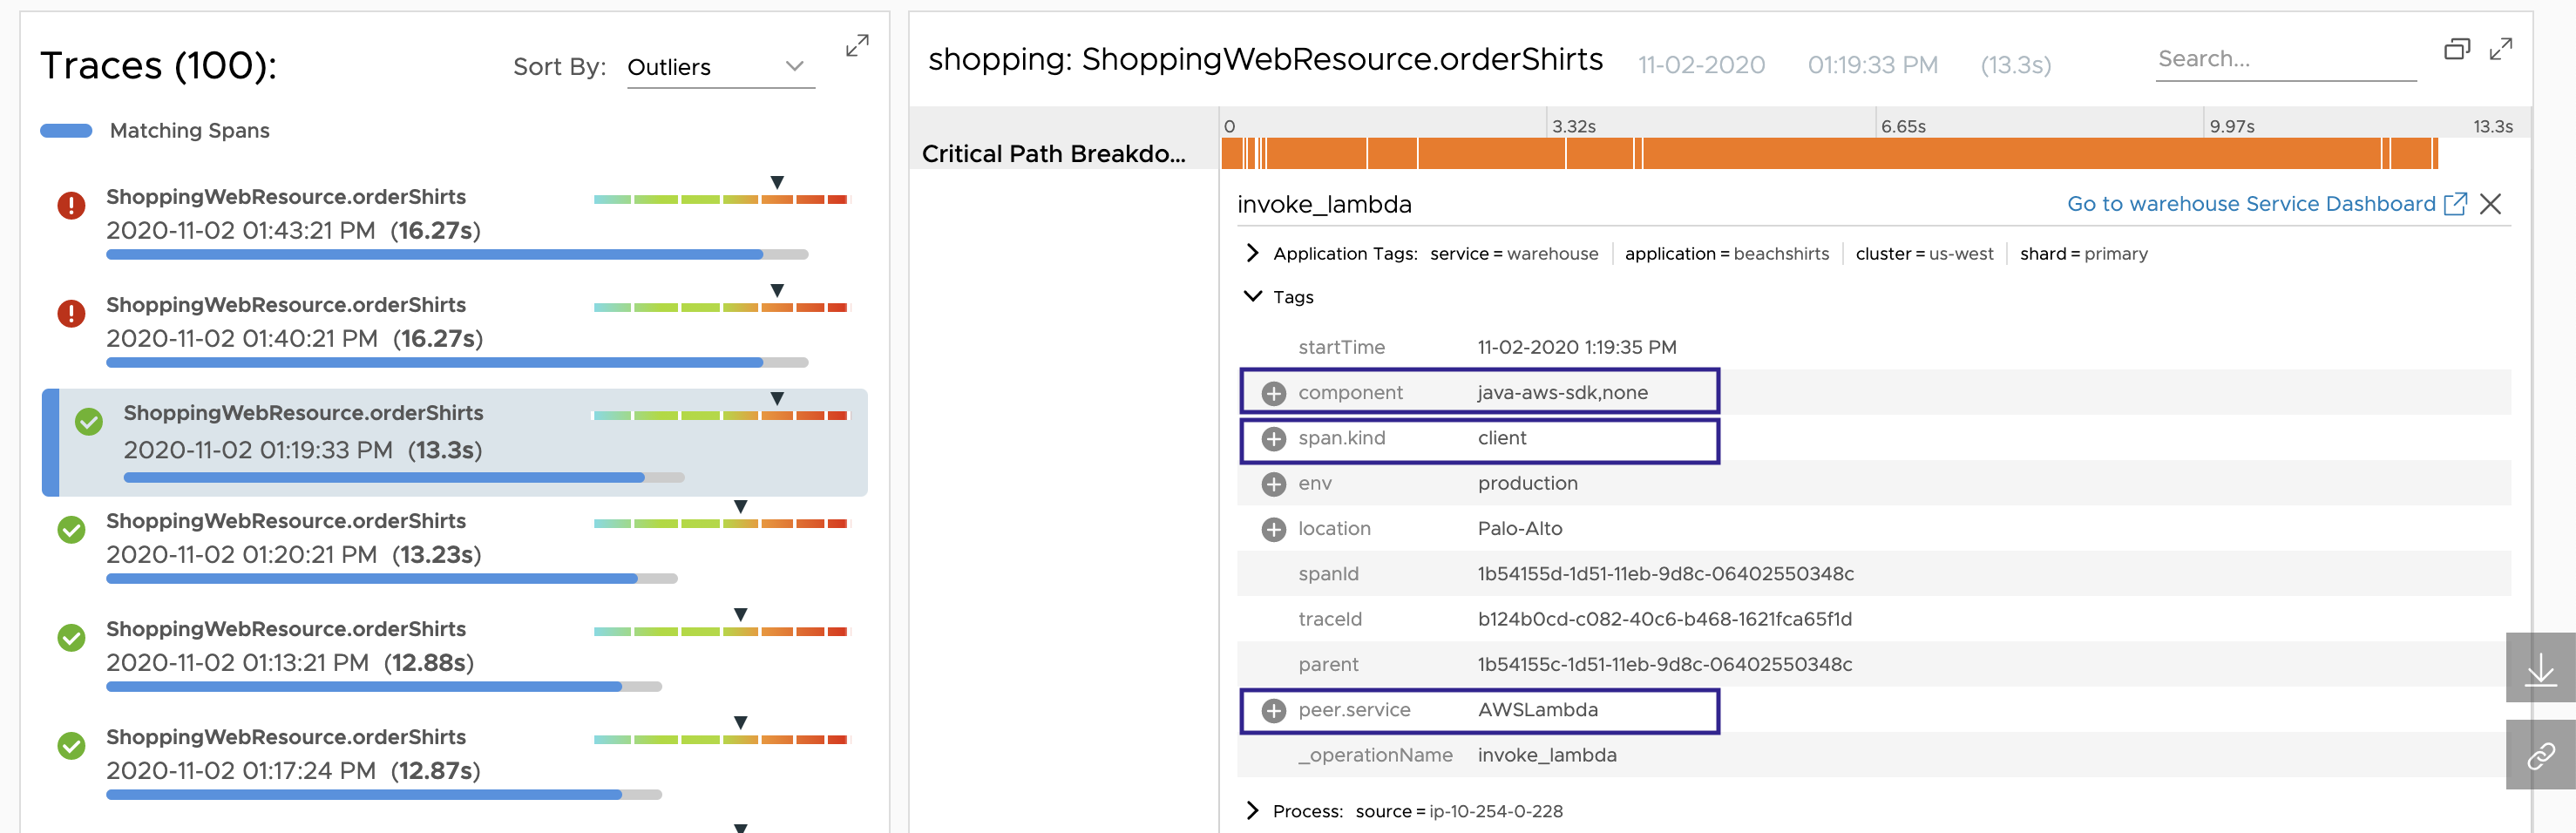 Traces (100):
Sort By: Outliers
Matching Spans
ShoppingWebResource.orderShirts
2020-11-02 01:43:21 PM (16.27s)
ShoppingWebResource.orderShirts
2020-11-02 01:40:21 PM (16.27s)
ShoppingWebResource.orderShirts
2020-11-02 01:19:33 PM (13.3s)
ShoppingWebResource.orderShirts
2020-11-02 01:20:21 PM (13.23s)
ShoppingWebResource.orderShirts
2020-11-02 01:13:21 PM (12.88s)
ShoppingWebResource.orderShirts
2020-11-02 01:17:24 PM (12.87s)
shopping: ShoppingWebResource.orderShirts 11-02-2020 01:19:33 PM (13.3s) Search...
0 3.32s 6.65s 9.97s 13.3s
Critical Path Breakdo...
invoke_lambda Go to warehouse Service Dashboard
Application Tags: service = warehouse application = beachshirts cluster = us-west shard = primary
Tags
startTime 11-02-2020 1:19:35 PM
component java-aws-sdk,none
span.kind client
env production
location Palo-Alto
spanId 1b54155d-1d51-11eb-9d8c-06402550348c
traceId b124b0cd-c082-40c6-b468-1621fca65f1d
parent 1b54155c-1d51-11eb-9d8c-06402550348c
peer.service AWSLambda
_operationName invoke_lambda
Process: source = ip-10-254-0-228